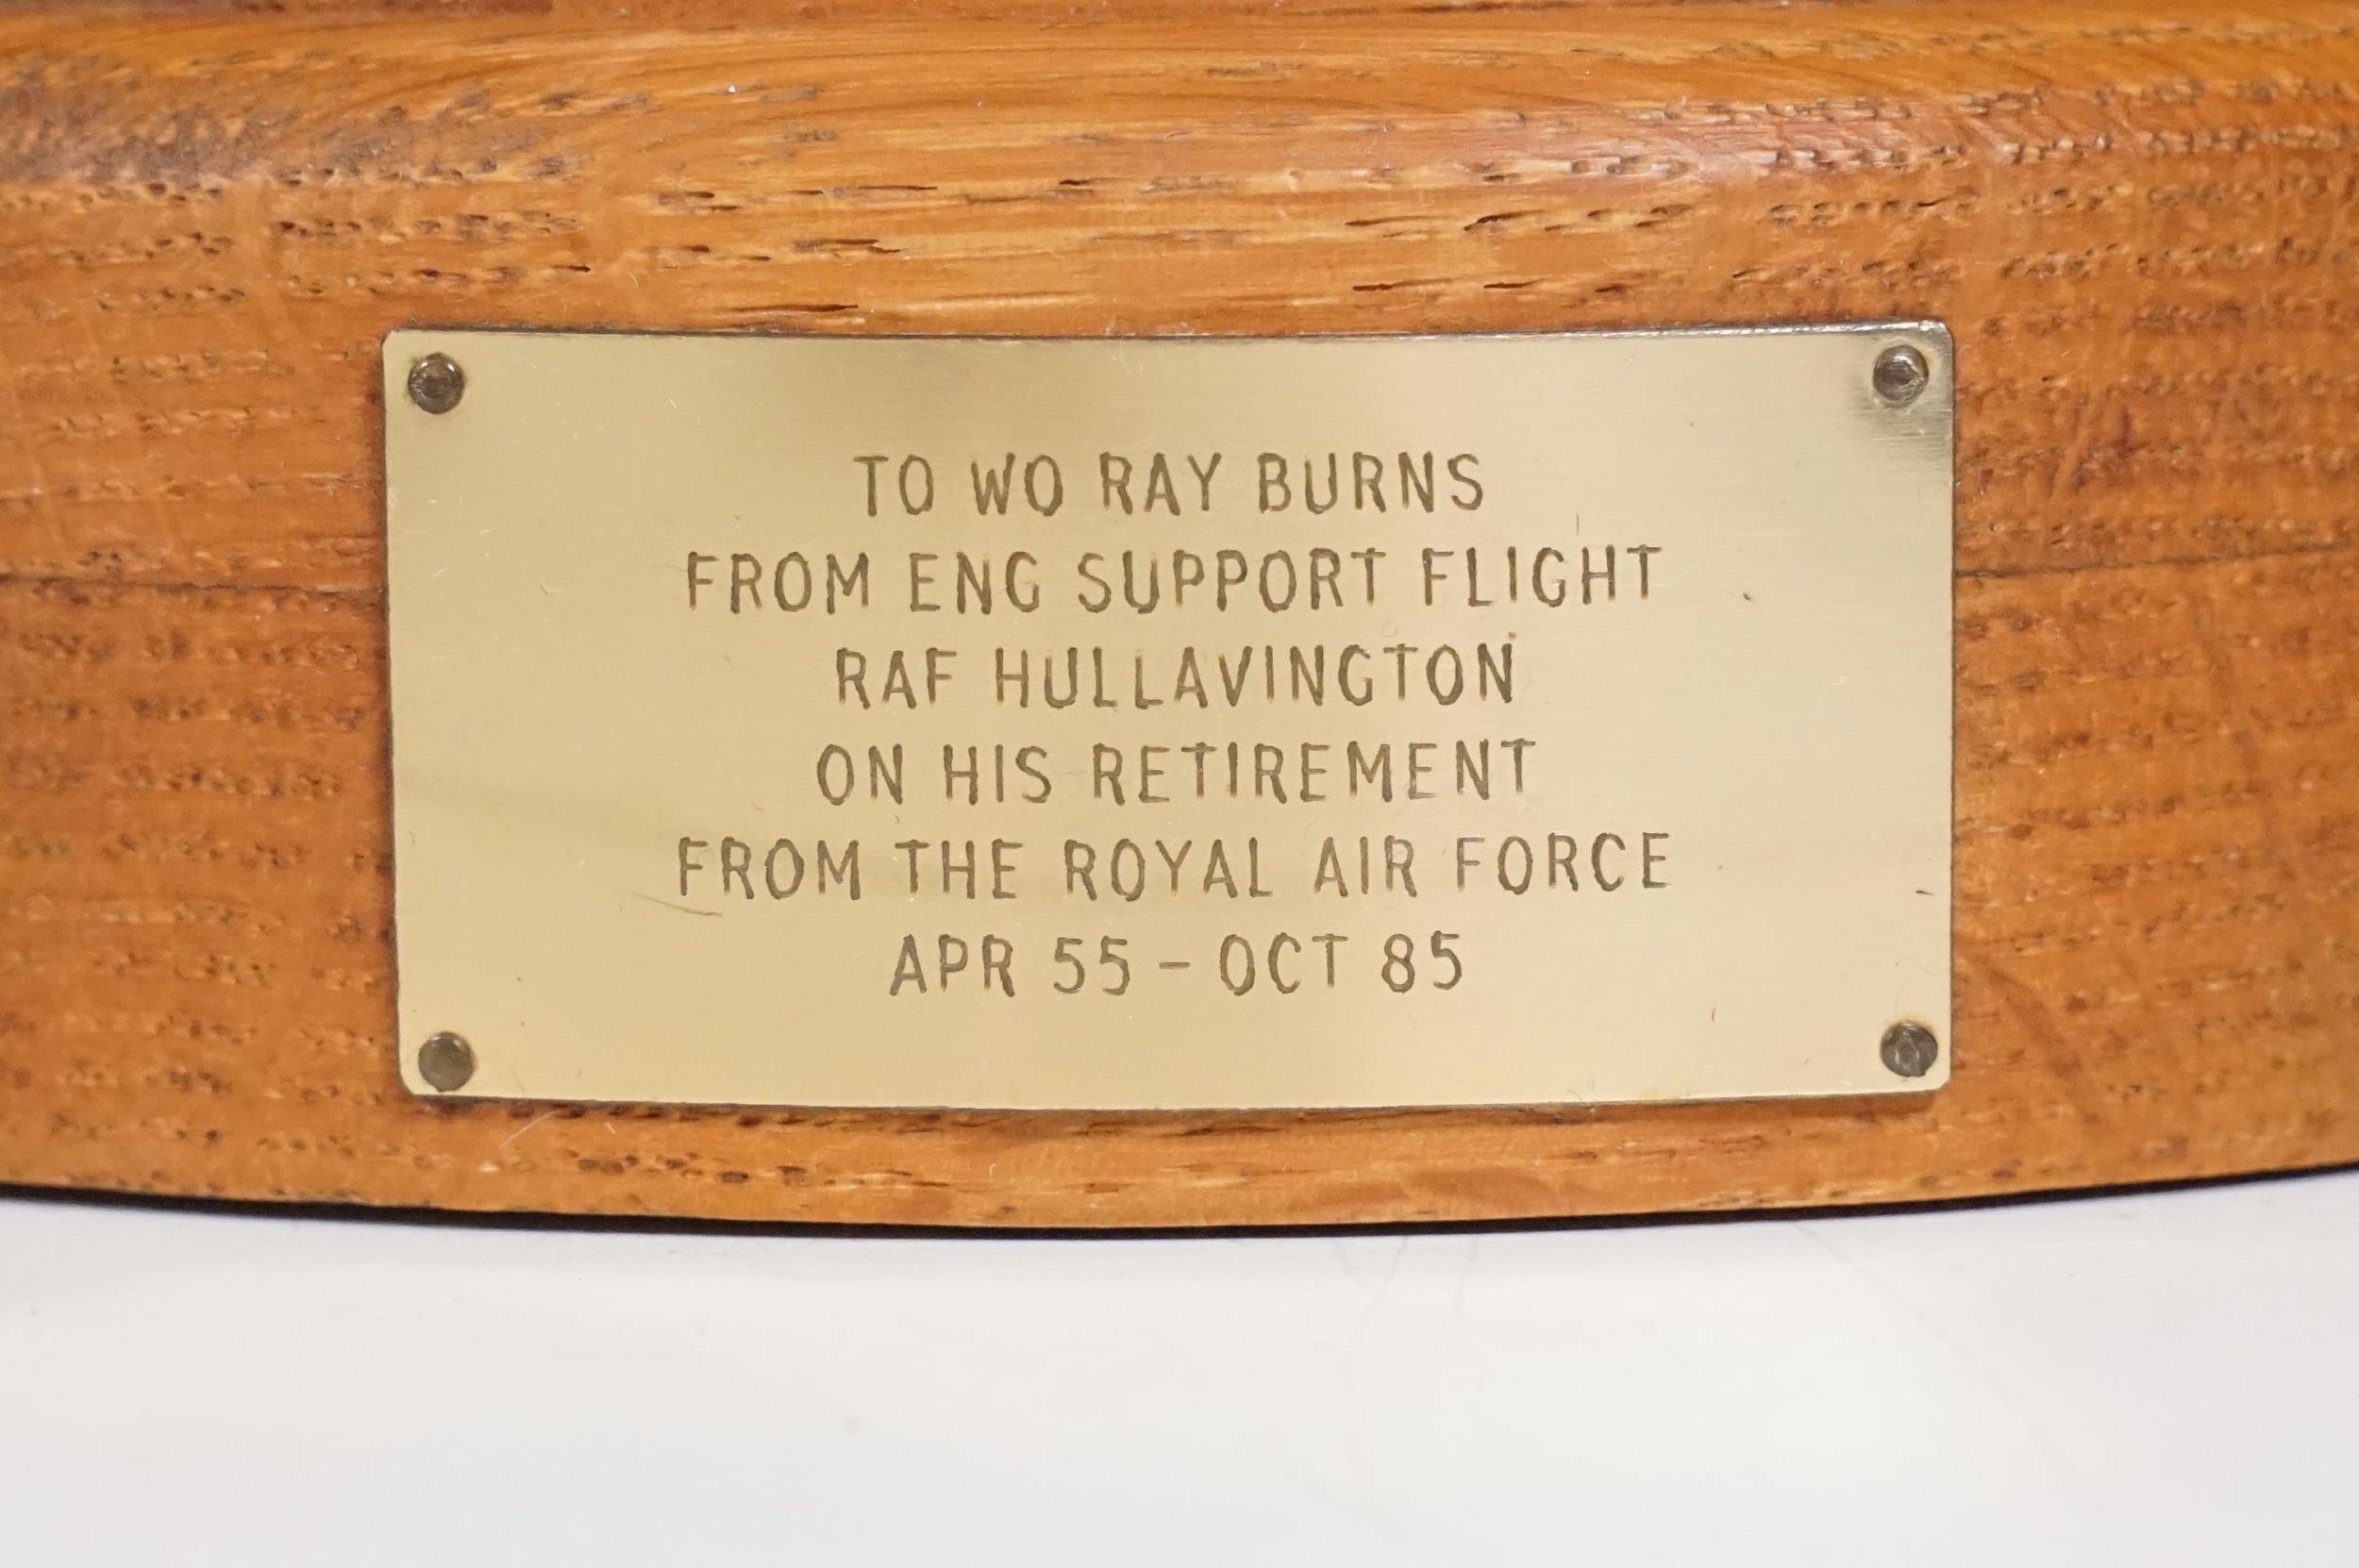 TO WO RAY BURNS
FROM ENG SUPPORT FLIGHT
RAF HULLAVINGTON
ON HIS RETIREMENT
FROM THE ROYAL AIR FORCE
APR 55 - OCT 85